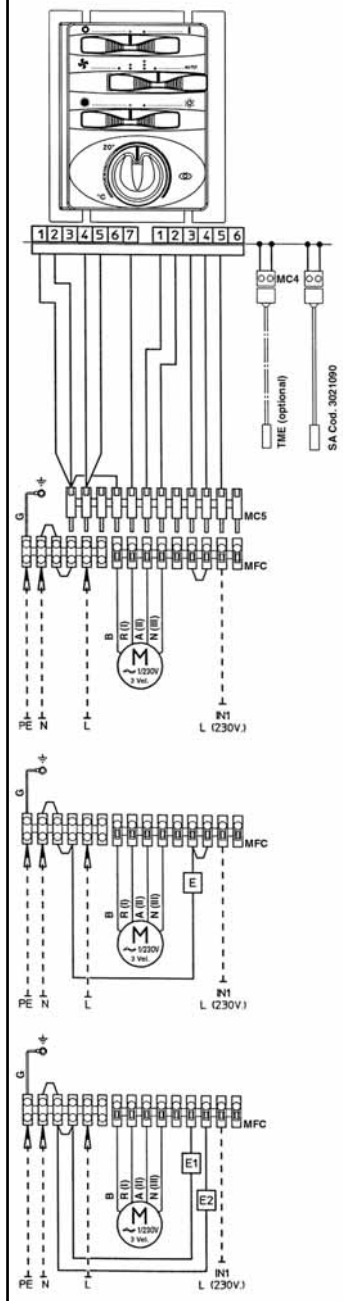 AUTO
20°
°C
1 2 3 4 5 6 7 1 2 3 4 5 6
MC4
TME (optional)
SA Cod. 3021090
MC5
G
MFC
B
R (I)
A (II)
N (III)
M
~ 1/230V
3 Vel.
PE N L
IN1
L (230V.)
G
MFC
B
R (I)
A (II)
N (III)
E
M
~ 1/230V
3 Vel.
PE N L
IN1
L (230V.)
G
MFC
B
R (I)
A (II)
N (III)
E1
E2
M
~ 1/230V
3 Vel.
PE N L
IN1
L (230V.)